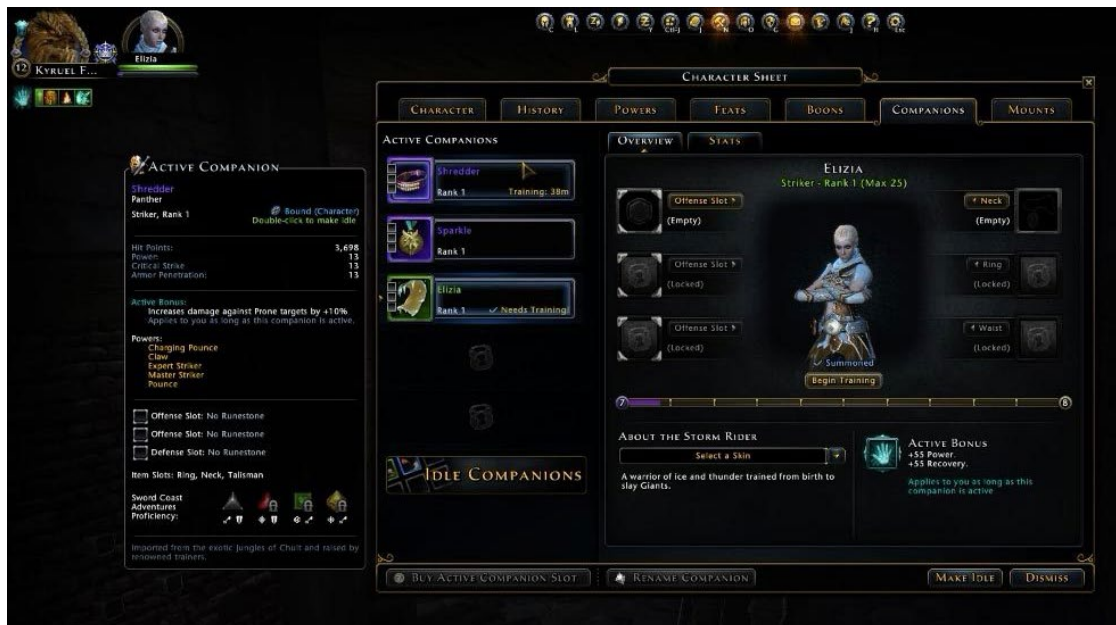 Elizia
12 KYRUEL F...
CHARACTER SHEET
CHARACTER HISTORY POWERS FEATS BOONS COMPANIONS MOUNTS
ACTIVE COMPANIONS
Shredder
Rank 1 Training: 38m
Sparkle
Rank 1
Elizia
Rank 1 Needs Training
IDLE COMPANIONS
OVERVIEW STATS
ELIZIA
Striker - Rank 1 (Max 25)
Offense Slot
(Empty)
Neck
(Empty)
Offense Slot
(Locked)
Ring
(Locked)
Offense Slot
(Locked)
Waist
(Locked)
Summoned
Begin Training
7 8
ABOUT THE STORM RIDER
Select a Skin
A warrior of ice and thunder trained from birth to
slay Giants.
ACTIVE BONUS
+55 Power.
+55 Recovery.
Applies to you as long as this
companion is active
BUY ACTIVE COMPANION SLOT RENAME COMPANION MAKE IDLE DISMISS
ACTIVE COMPANION
Shredder
Panther
Striker, Rank 1
Bound (Character)
Double-click to make idle
Hit Points: 3,698
Power: 13
Critical Strike 13
Armor Penetration: 13
Active Bonus:
Increases damage against Prone targets by +10%
Applies to you as long as this companion is active.
Powers:
Charging Pounce
Claw
Expert Striker
Master Striker
Pounce
Offense Slot: No Runestone
Offense Slot: No Runestone
Defense Slot: No Runestone
Item Slots: Ring, Neck, Talisman
Sword Coast
Adventures
Proficiency:
Imported from the exotic Jungles of Chult and raised by
renowned trainers.